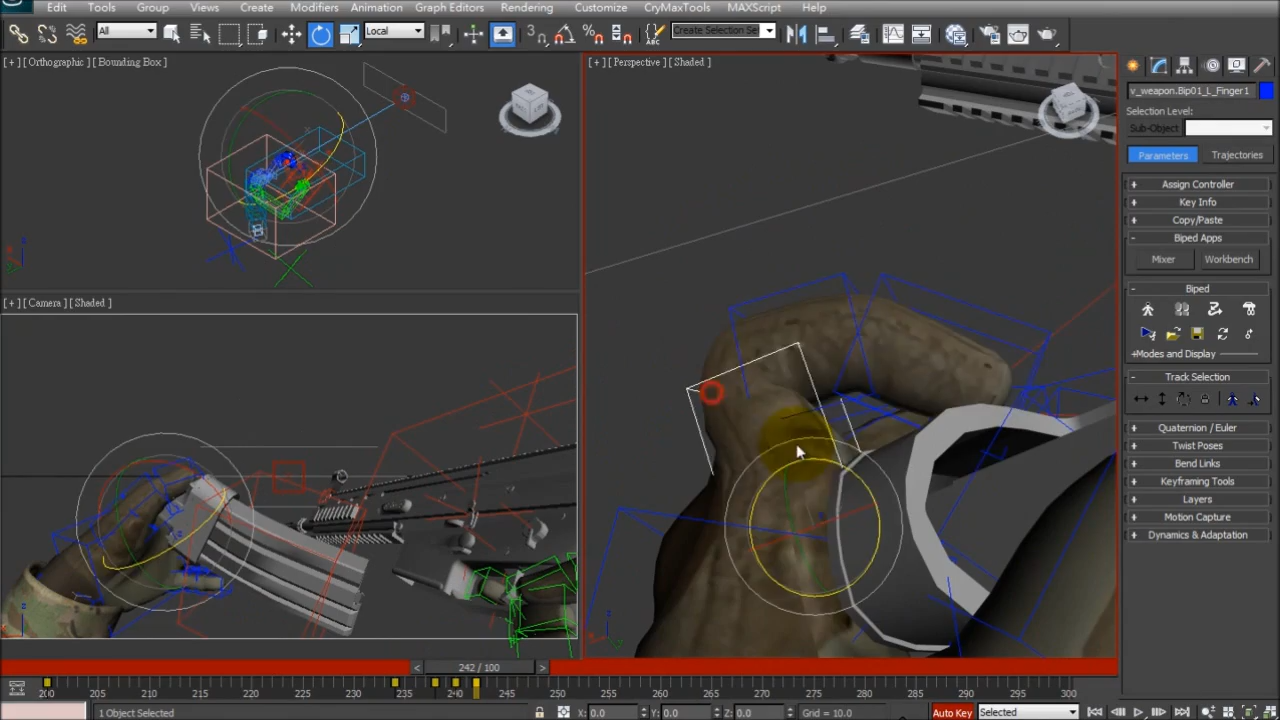 Edit Tools Group Views Create Modifiers Animation Graph Editors Rendering Customize CryMaxTools MAXScript Help
All Local Create Selection Se
[ + ] [ Orthographic ] [ Bounding Box ]
[ + ] [ Perspective ] [ Shaded ]
v_weapon.Bip01_L_Finger1
Selection Level:
Sub-Object
Parameters Trajectories
+ Assign Controller
+ Key Info
+ Copy/Paste
- Biped Apps
Mixer Workbench
- Biped
+Modes and Display
- Track Selection
+ Quaternion / Euler
+ Twist Poses
+ Bend Links
+ Keyframing Tools
+ Layers
+ Motion Capture
+ Dynamics & Adaptation
[ + ] [ Camera ] [ Shaded ]
< 242 / 100 >
200 205 210 215 220 225 230 235 240 245 250 255 260 265 270 275 280 285 290 295 300
1 Object Selected X: 0.0 Y: 0.0 Z: 0.0 Grid = 10.0 Auto Key Selected